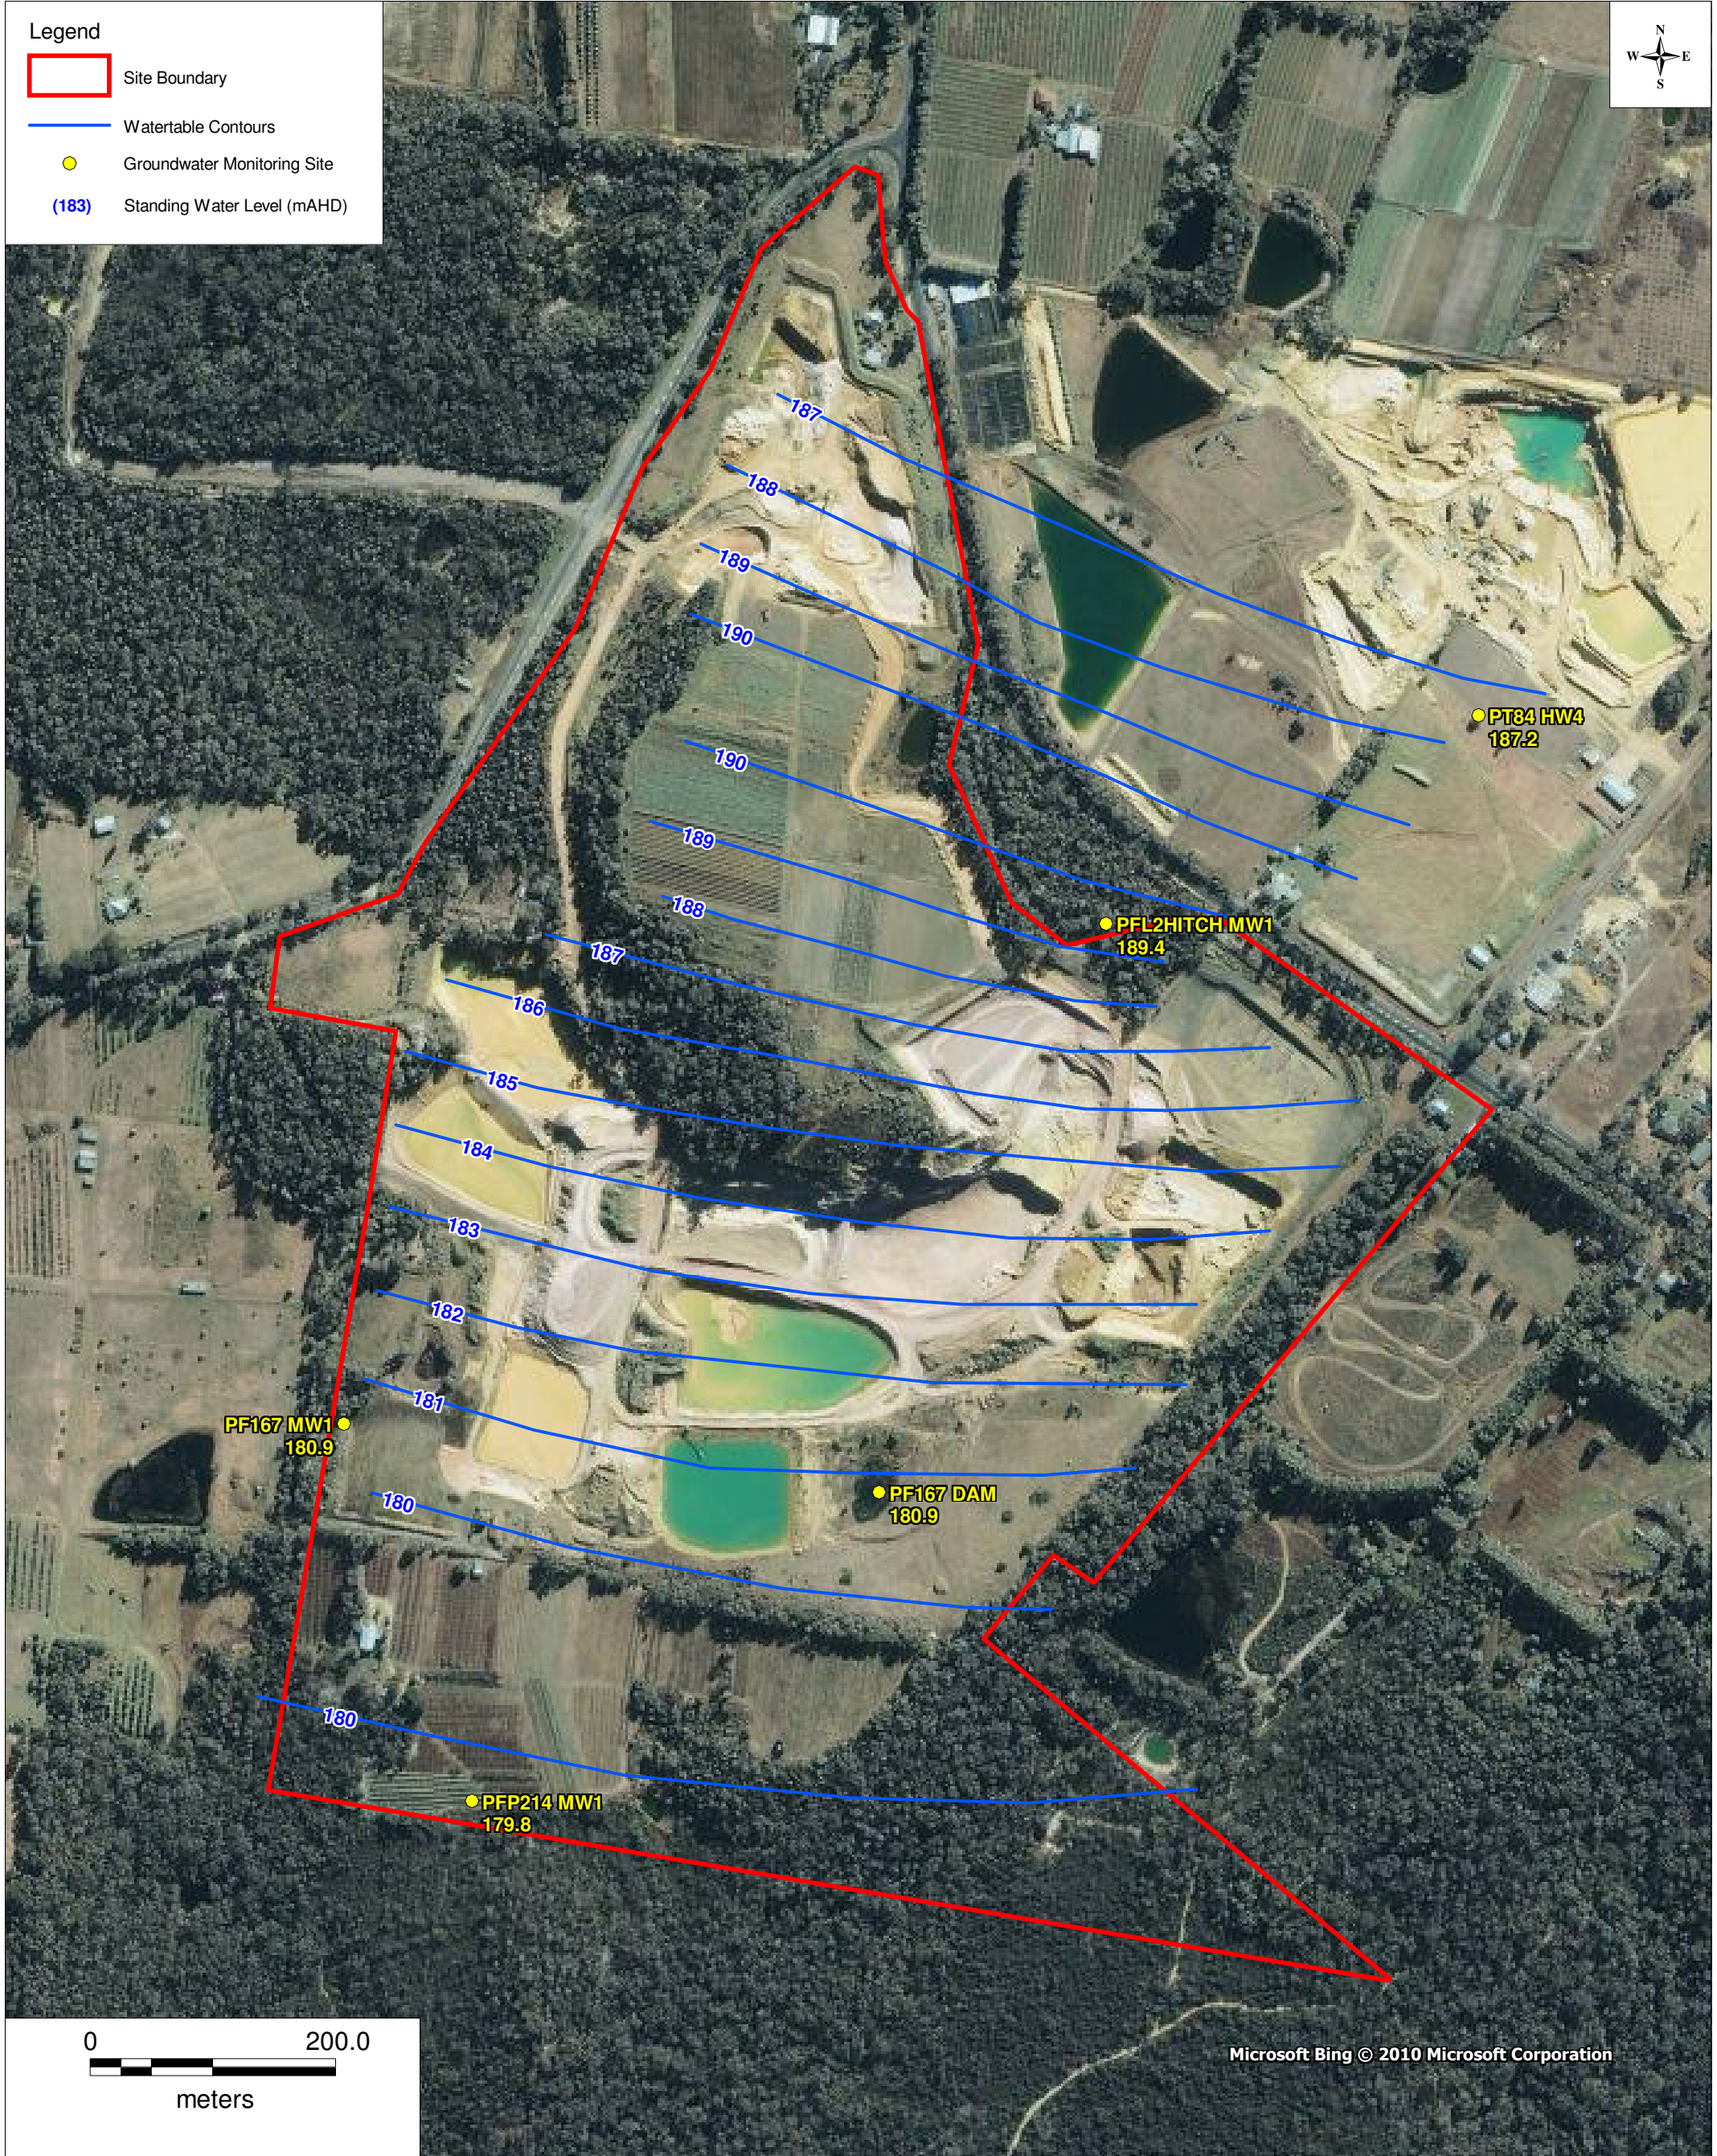 Legend
Site Boundary
Watertable Contours
Groundwater Monitoring Site
(183) Standing Water Level (mAHD)
N
W E
S
187
188
189
190
PT84 HW4
187.2
190
189
188
PFL2HITCH MW1
189.4
187
186
185
184
183
182
181
PF167 MW1
180.9
PF167 DAM
180.9
180
180
PFP214 MW1
179.8
0 200.0
meters
Microsoft Bing © 2010 Microsoft Corporation